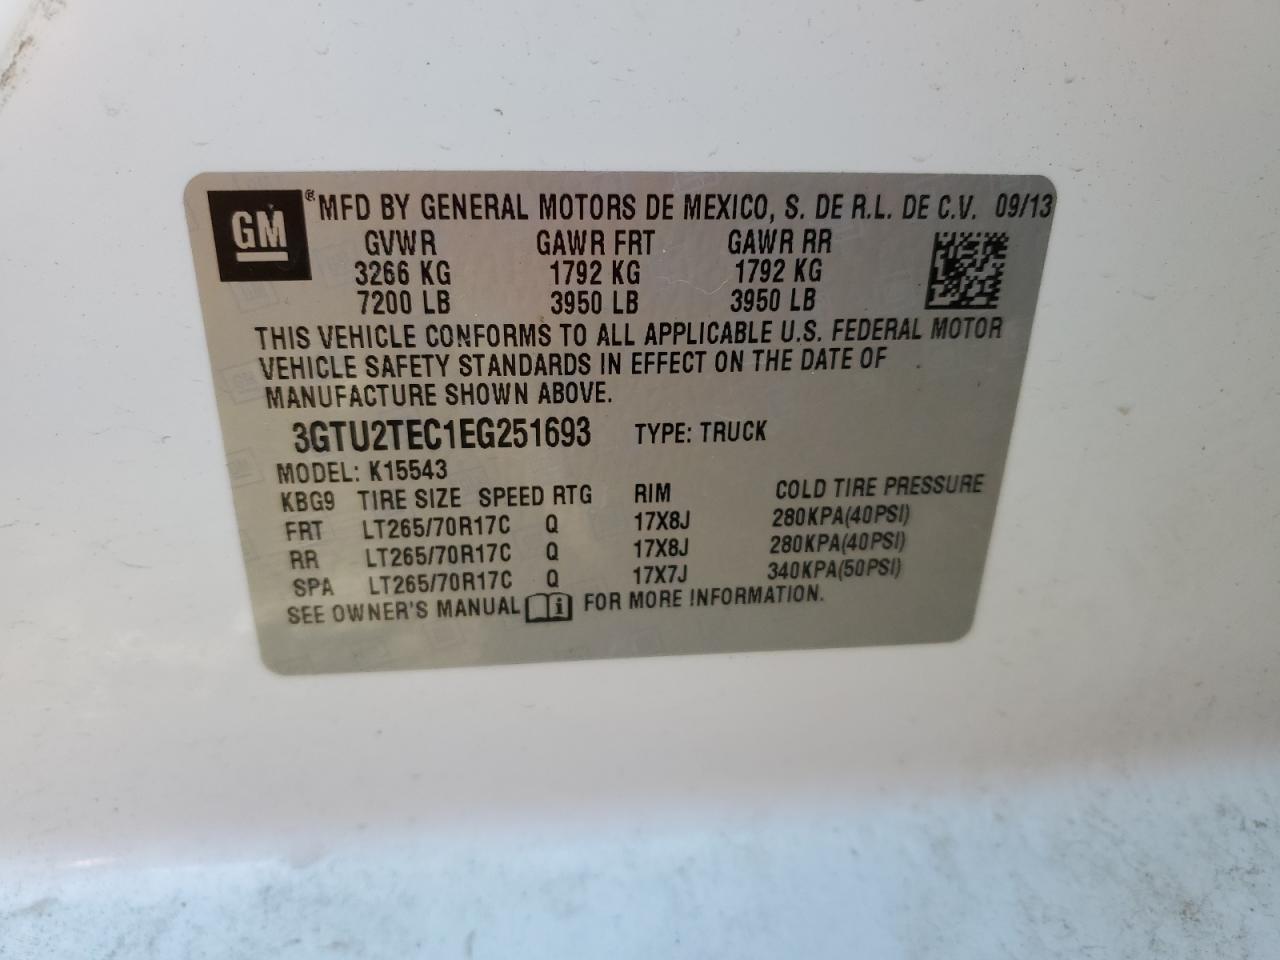 GM ® MFD BY GENERAL MOTORS DE MEXICO, S. DE R.L. DE C.V. 09/13
GVWR GAWR FRT GAWR RR
3266 KG 1792 KG 1792 KG
7200 LB 3950 LB 3950 LB
THIS VEHICLE CONFORMS TO ALL APPLICABLE U.S. FEDERAL MOTOR
VEHICLE SAFETY STANDARDS IN EFFECT ON THE DATE OF
MANUFACTURE SHOWN ABOVE.
3GTU2TEC1EG251693 TYPE: TRUCK
MODEL: K15543
KBG9 TIRE SIZE SPEED RTG RIM COLD TIRE PRESSURE
FRT LT265/70R17C Q 17X8J 280KPA(40PSI)
RR LT265/70R17C Q 17X8J 280KPA(40PSI)
SPA LT265/70R17C Q 17X7J 340KPA(50PSI)
SEE OWNER'S MANUAL i FOR MORE INFORMATION.